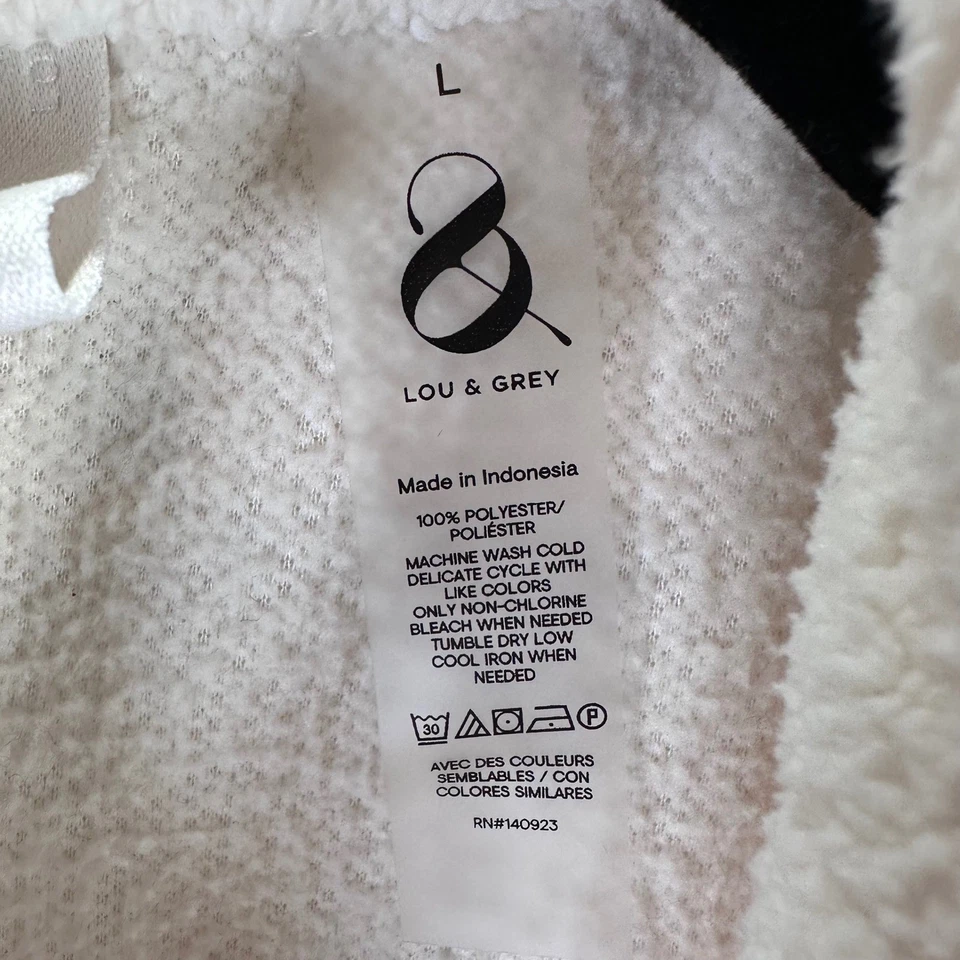 L
&
LOU & GREY
Made in Indonesia
100% POLYESTER/
POLIÉSTER
MACHINE WASH COLD
DELICATE CYCLE WITH
LIKE COLORS
ONLY NON-CHLORINE
BLEACH WHEN NEEDED
TUMBLE DRY LOW
COOL IRON WHEN
NEEDED
30 P
AVEC DES COULEURS
SEMBLABLES / CON
COLORES SIMILARES
RN#140923